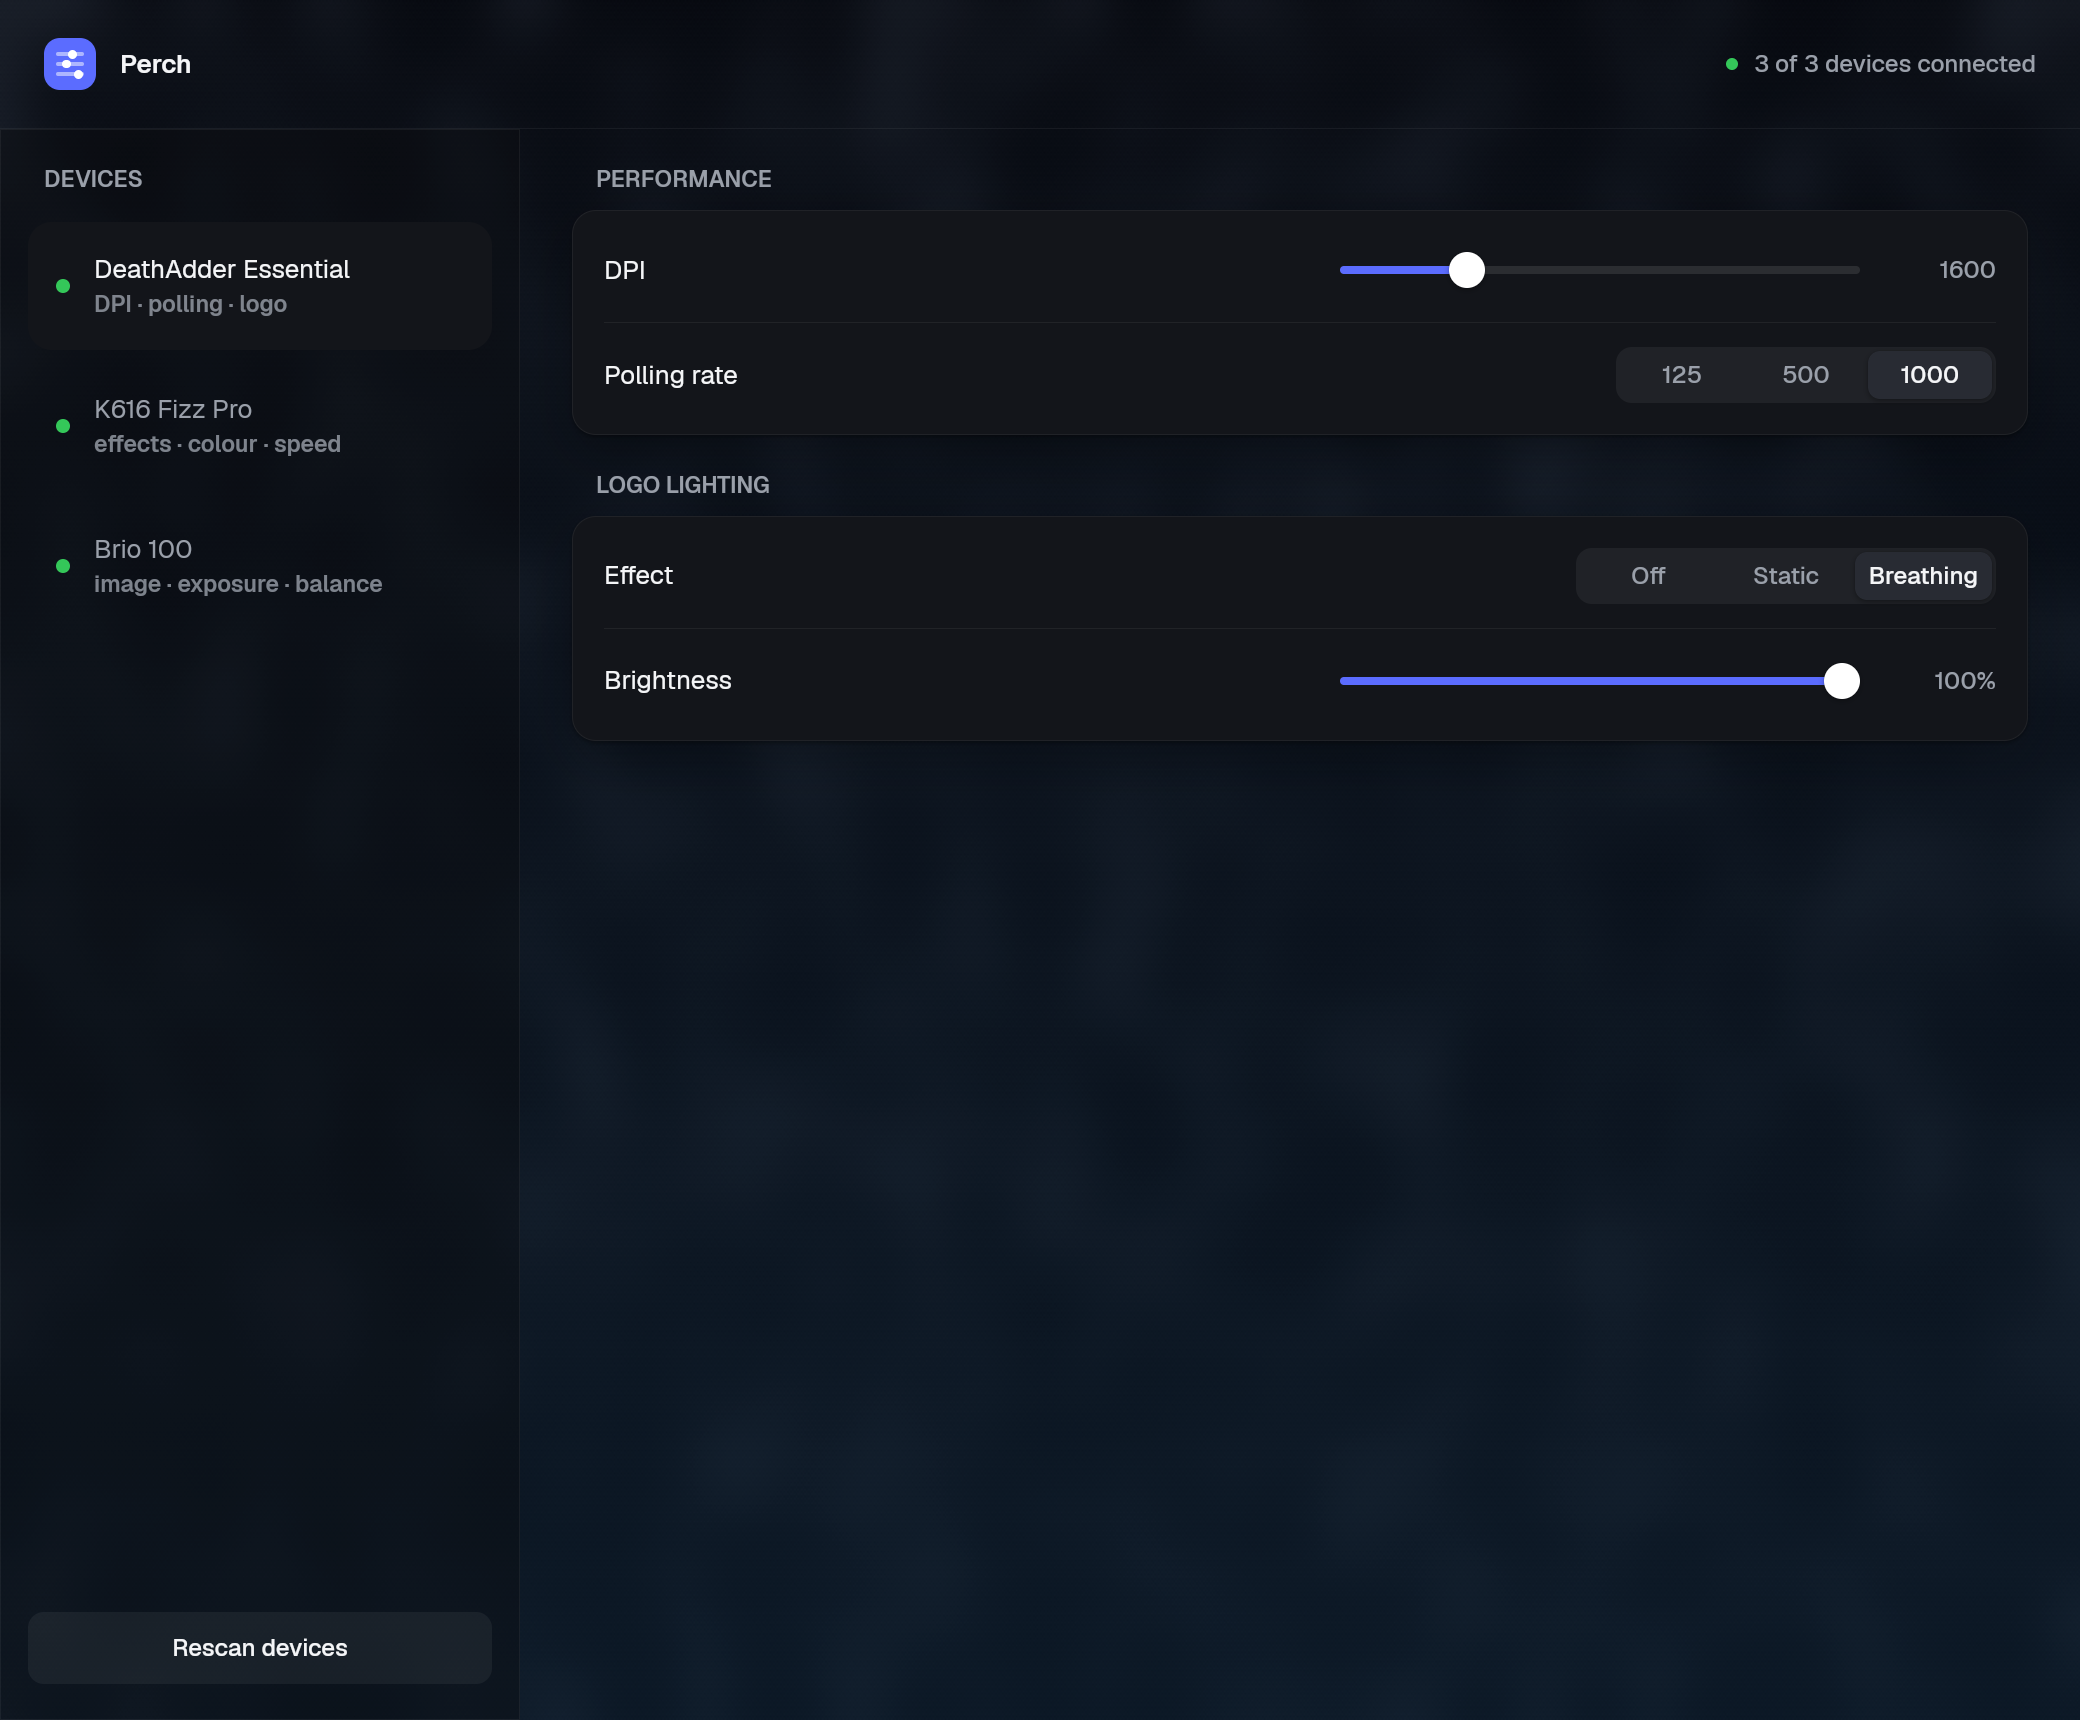 Perch
3 of 3 devices connected
DEVICES
DeathAdder Essential
DPI · polling · logo
K616 Fizz Pro
effects · colour · speed
Brio 100
image · exposure · balance
Rescan devices
PERFORMANCE
DPI
1600
Polling rate
125 500 1000
LOGO LIGHTING
Effect
Off Static Breathing
Brightness
100%